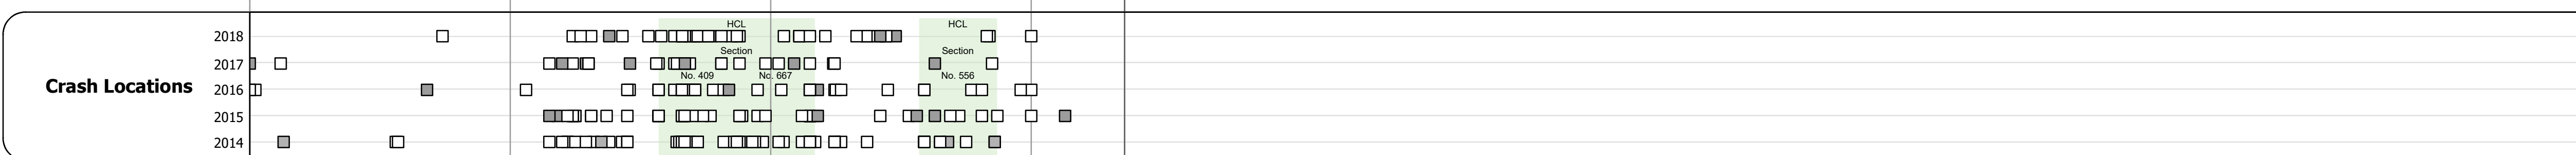 Crash Locations
2018
2017
2016
2015
2014
HCL
Section
No. 409
No. 667
HCL
Section
No. 556